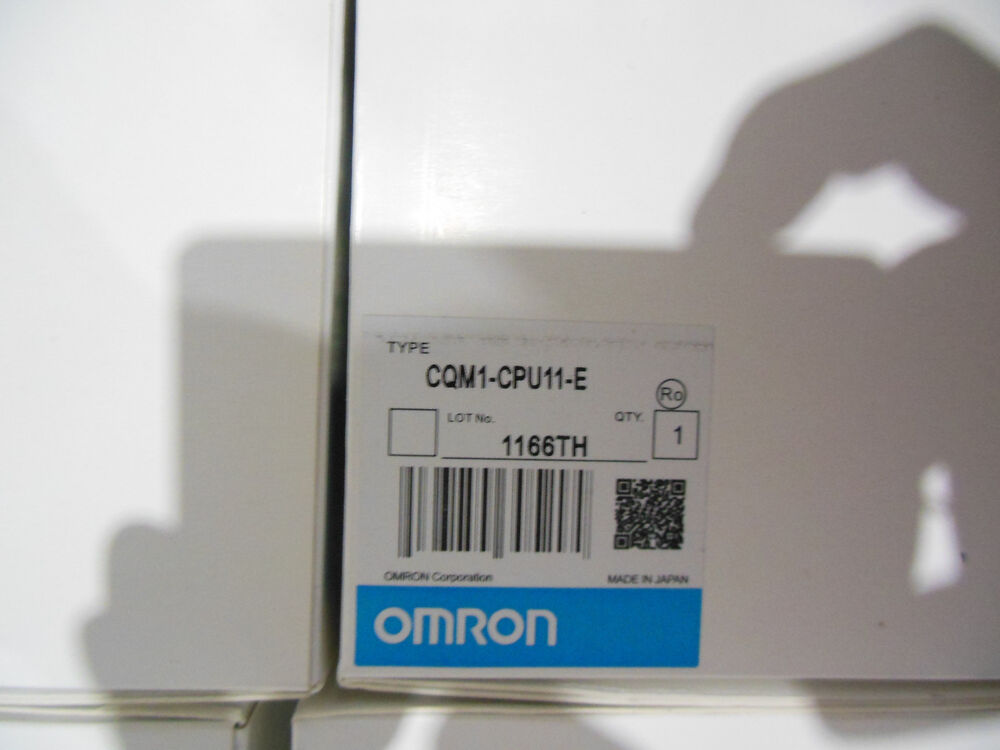 TYPE
CQM1-CPU11-E
Ro
LOT No.
QTY.
1166TH
1
OMRON Corporation
MADE IN JAPAN
OMRON